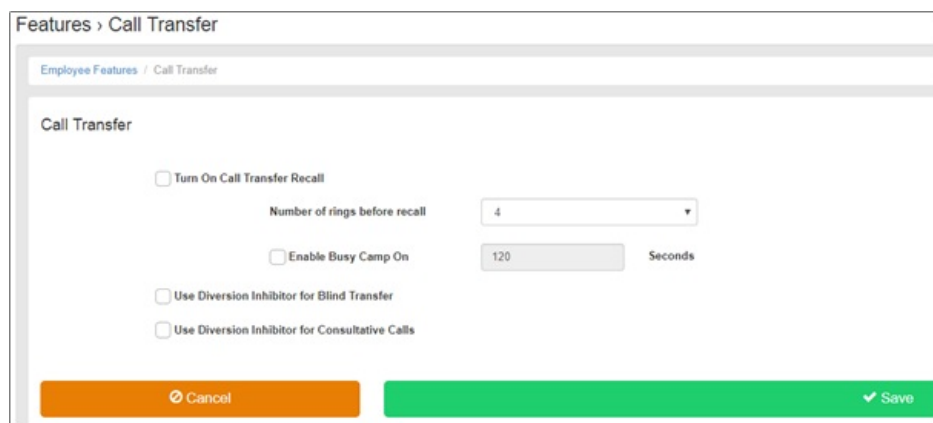 Features › Call Transfer
Employee Features / Call Transfer
Call Transfer
Turn On Call Transfer Recall
Number of rings before recall 4
Enable Busy Camp On 120 Seconds
Use Diversion Inhibitor for Blind Transfer
Use Diversion Inhibitor for Consultative Calls
Cancel Save